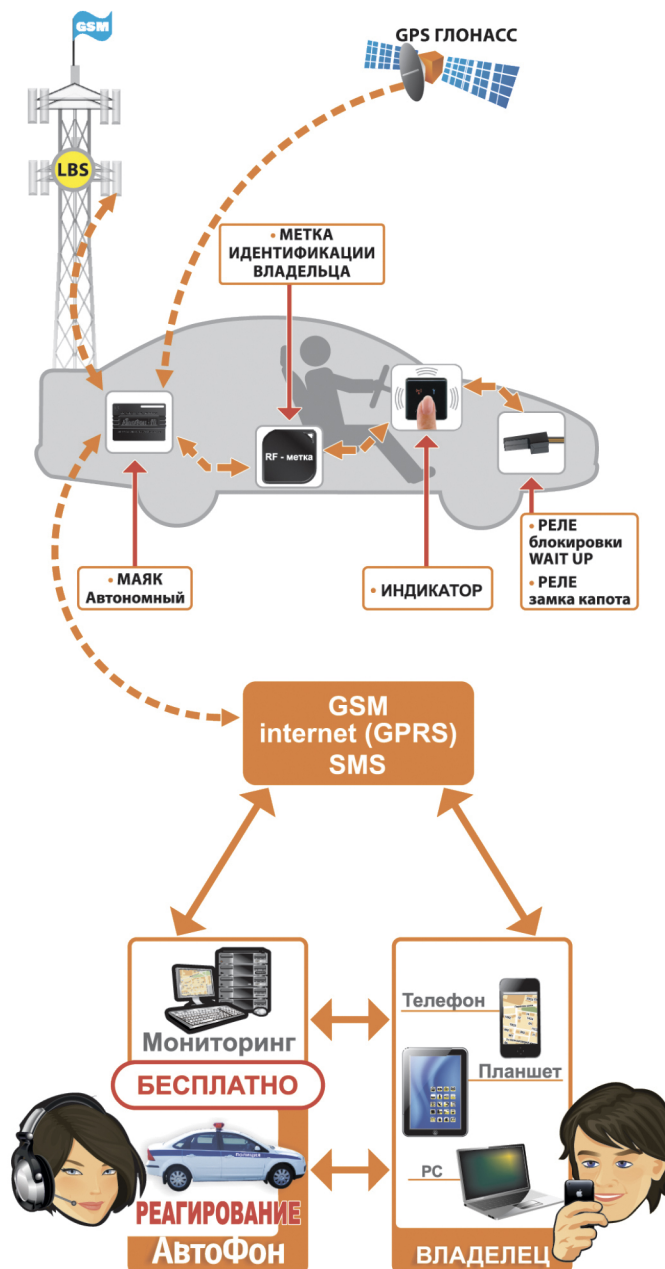 GSM
GPS ГЛОНАСС
LBS
• МЕТКА
ИДЕНТИФИКАЦИИ
ВЛАДЕЛЬЦА
RF - метка
• МАЯК
Автономный
• ИНДИКАТОР
• РЕЛЕ
блокировки
WAIT UP
• РЕЛЕ
замка капота
GSM
internet (GPRS)
SMS
Мониторинг
БЕСПЛАТНО
ПОЛИЦИЯ
РЕАГИРОВАНИЕ
АвтоФон
Телефон
Планшет
PC
ВЛАДЕЛЕЦ